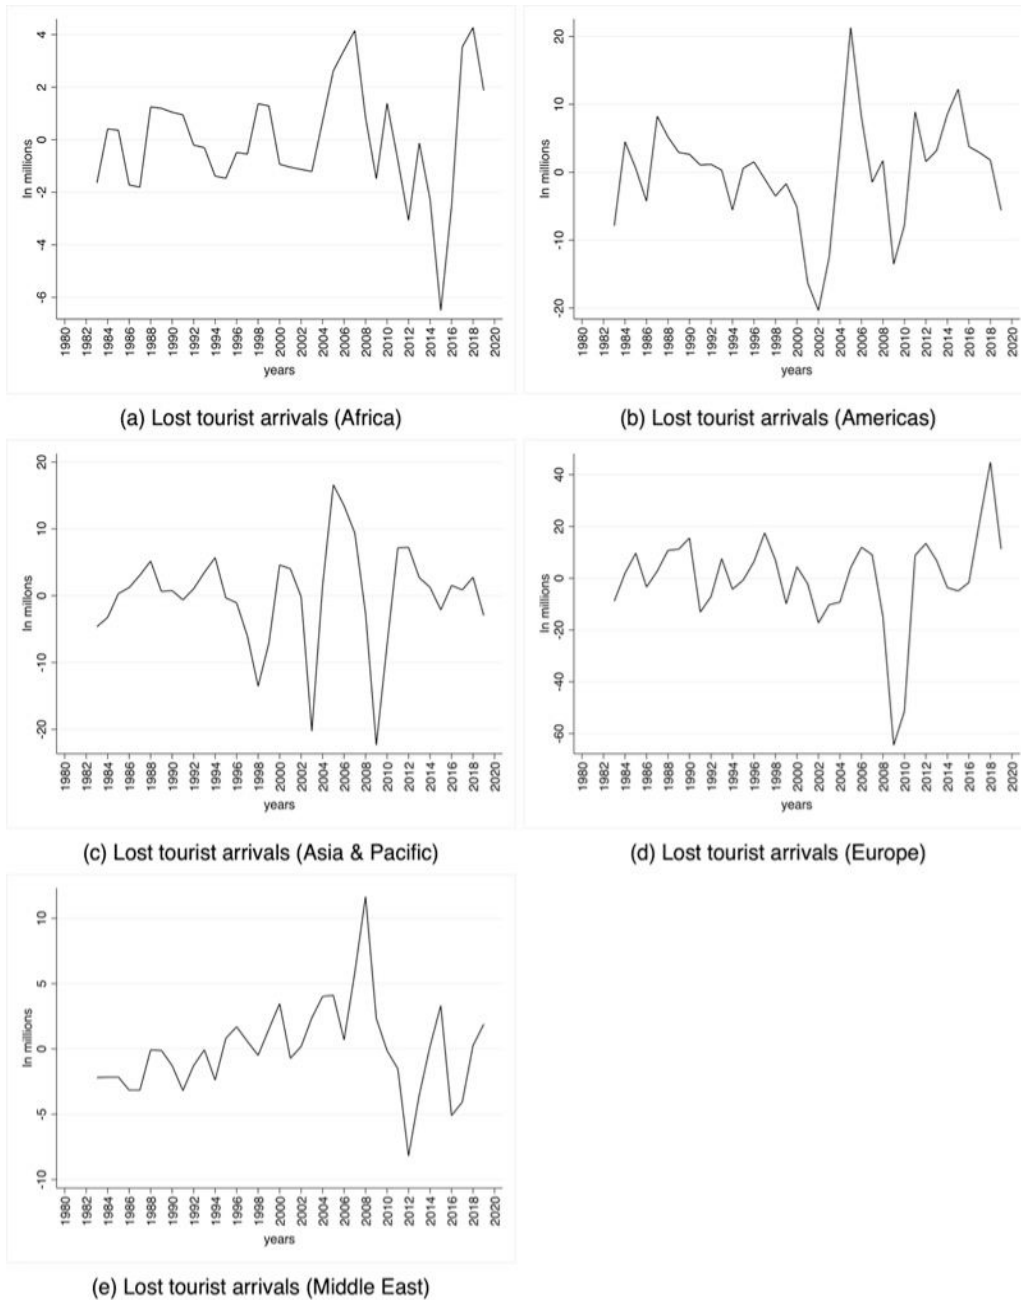 In millions
4
2
0
-2
-4
-6
1980 1982 1984 1986 1988 1990 1992 1994 1996 1998 2000 2002 2004 2006 2008 2010 2012 2014 2016 2018 2020
years
(a) Lost tourist arrivals (Africa)
In millions
20
10
0
-10
-20
1980 1982 1984 1986 1988 1990 1992 1994 1996 1998 2000 2002 2004 2006 2008 2010 2012 2014 2016 2018 2020
years
(b) Lost tourist arrivals (Americas)
In millions
20
10
0
-10
-20
1980 1982 1984 1986 1988 1990 1992 1994 1996 1998 2000 2002 2004 2006 2008 2010 2012 2014 2016 2018 2020
years
(c) Lost tourist arrivals (Asia & Pacific)
In millions
40
20
0
-20
-40
-60
1980 1982 1984 1986 1988 1990 1992 1994 1996 1998 2000 2002 2004 2006 2008 2010 2012 2014 2016 2018 2020
years
(d) Lost tourist arrivals (Europe)
In millions
10
5
0
-5
-10
1980 1982 1984 1986 1988 1990 1992 1994 1996 1998 2000 2002 2004 2006 2008 2010 2012 2014 2016 2018 2020
years
(e) Lost tourist arrivals (Middle East)